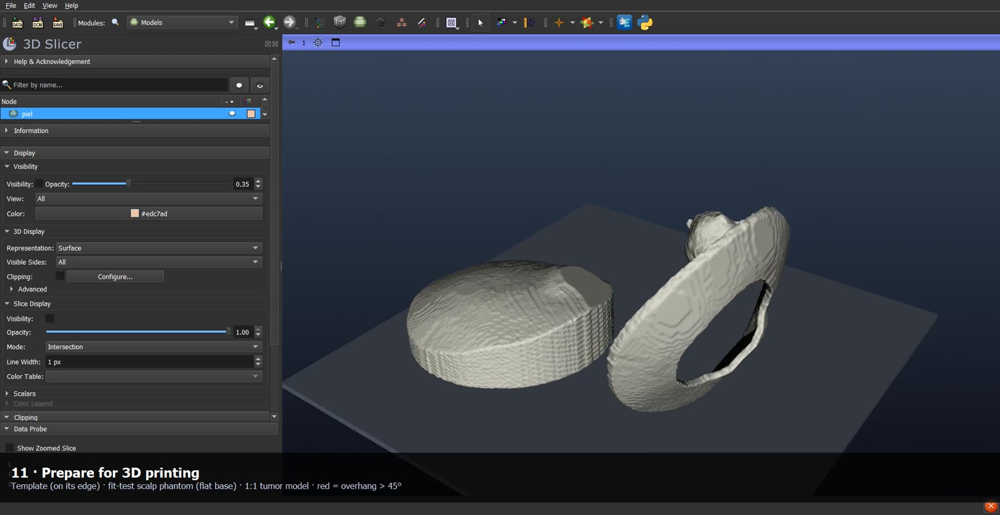 File Edit View Help
DATA DCM SAVE Modules: Models
3D Slicer
1
Help & Acknowledgement
Filter by name...
Node
piel
Information
Display
Visibility
Visibility: Opacity: 0.35
View: All
Color: #edc7ad
3D Display
Representation: Surface
Visible Sides: All
Clipping: Configure...
Advanced
Slice Display
Visibility:
Opacity: 1.00
Mode: Intersection
Line Width: 1 px
Color Table:
Scalars
Color Legend
Clipping
Data Probe
Show Zoomed Slice
11 · Prepare for 3D printing
Template (on its edge) · fit-test scalp phantom (flat base) · 1:1 tumor model · red = overhang > 45°